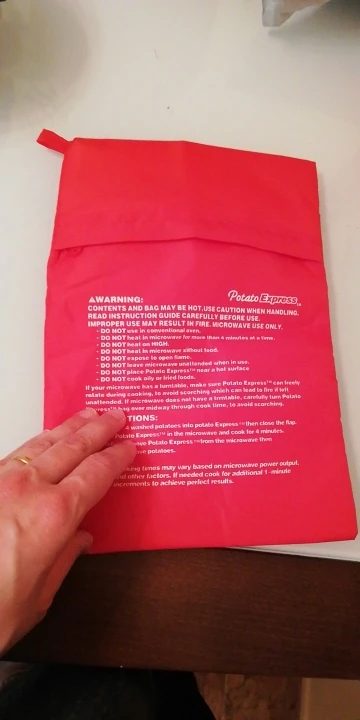 Potato Express™
⚠WARNING:
CONTENTS AND BAG MAY BE HOT.USE CAUTION WHEN HANDLING.
READ INSTRUCTION GUIDE CAREFULLY BEFORE USE.
IMPROPER USE MAY RESULT IN FIRE. MICROWAVE USE ONLY.
- DO NOT use in conventional oven.
- DO NOT heat in microwave for more than 4 minutes at a time.
- DO NOT heat on HIGH.
- DO NOT heat in microwave without food.
- DO NOT expose to open flame.
- DO NOT leave microwave unattended when in use.
- DO NOT place Potato Express™ near a hot surface
- DO NOT cook oily or fried foods.
If your microwave has a turntable, make sure Potato Express™ can freely
rotate during cooking, to avoid scorching which can lead to fire if left
unattended. If microwave does not have a turntable, carefully turn Potato
bag over midway through cook time, to avoid scorching.
TIONS:
4 washed potatoes into potato Express™ then close the flap.
Express™ in the microwave and cook for 4 minutes.
Express™ from the microwave then
potatoes.
times may vary based on microwave power output,
and other factors. If needed cook for additional 1-minute
increments to achieve perfect results.